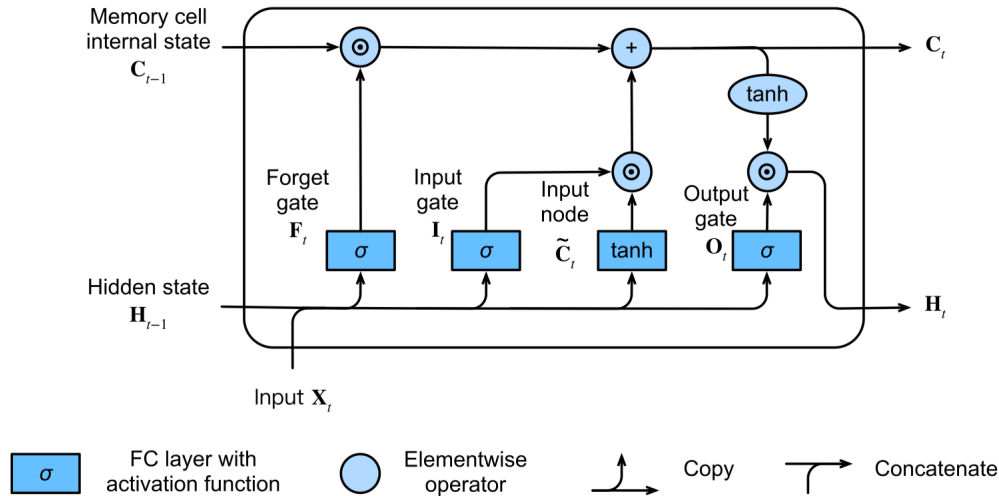 Memory cell
internal state
C_{t−1}
C_t
tanh
Forget
gate
F_t
σ
Input
gate
I_t
σ
Input
node
C̃_t
tanh
Output
gate
O_t
σ
Hidden state
H_{t−1}
H_t
Input X_t
σ
FC layer with
activation function
Elementwise
operator
Copy
Concatenate